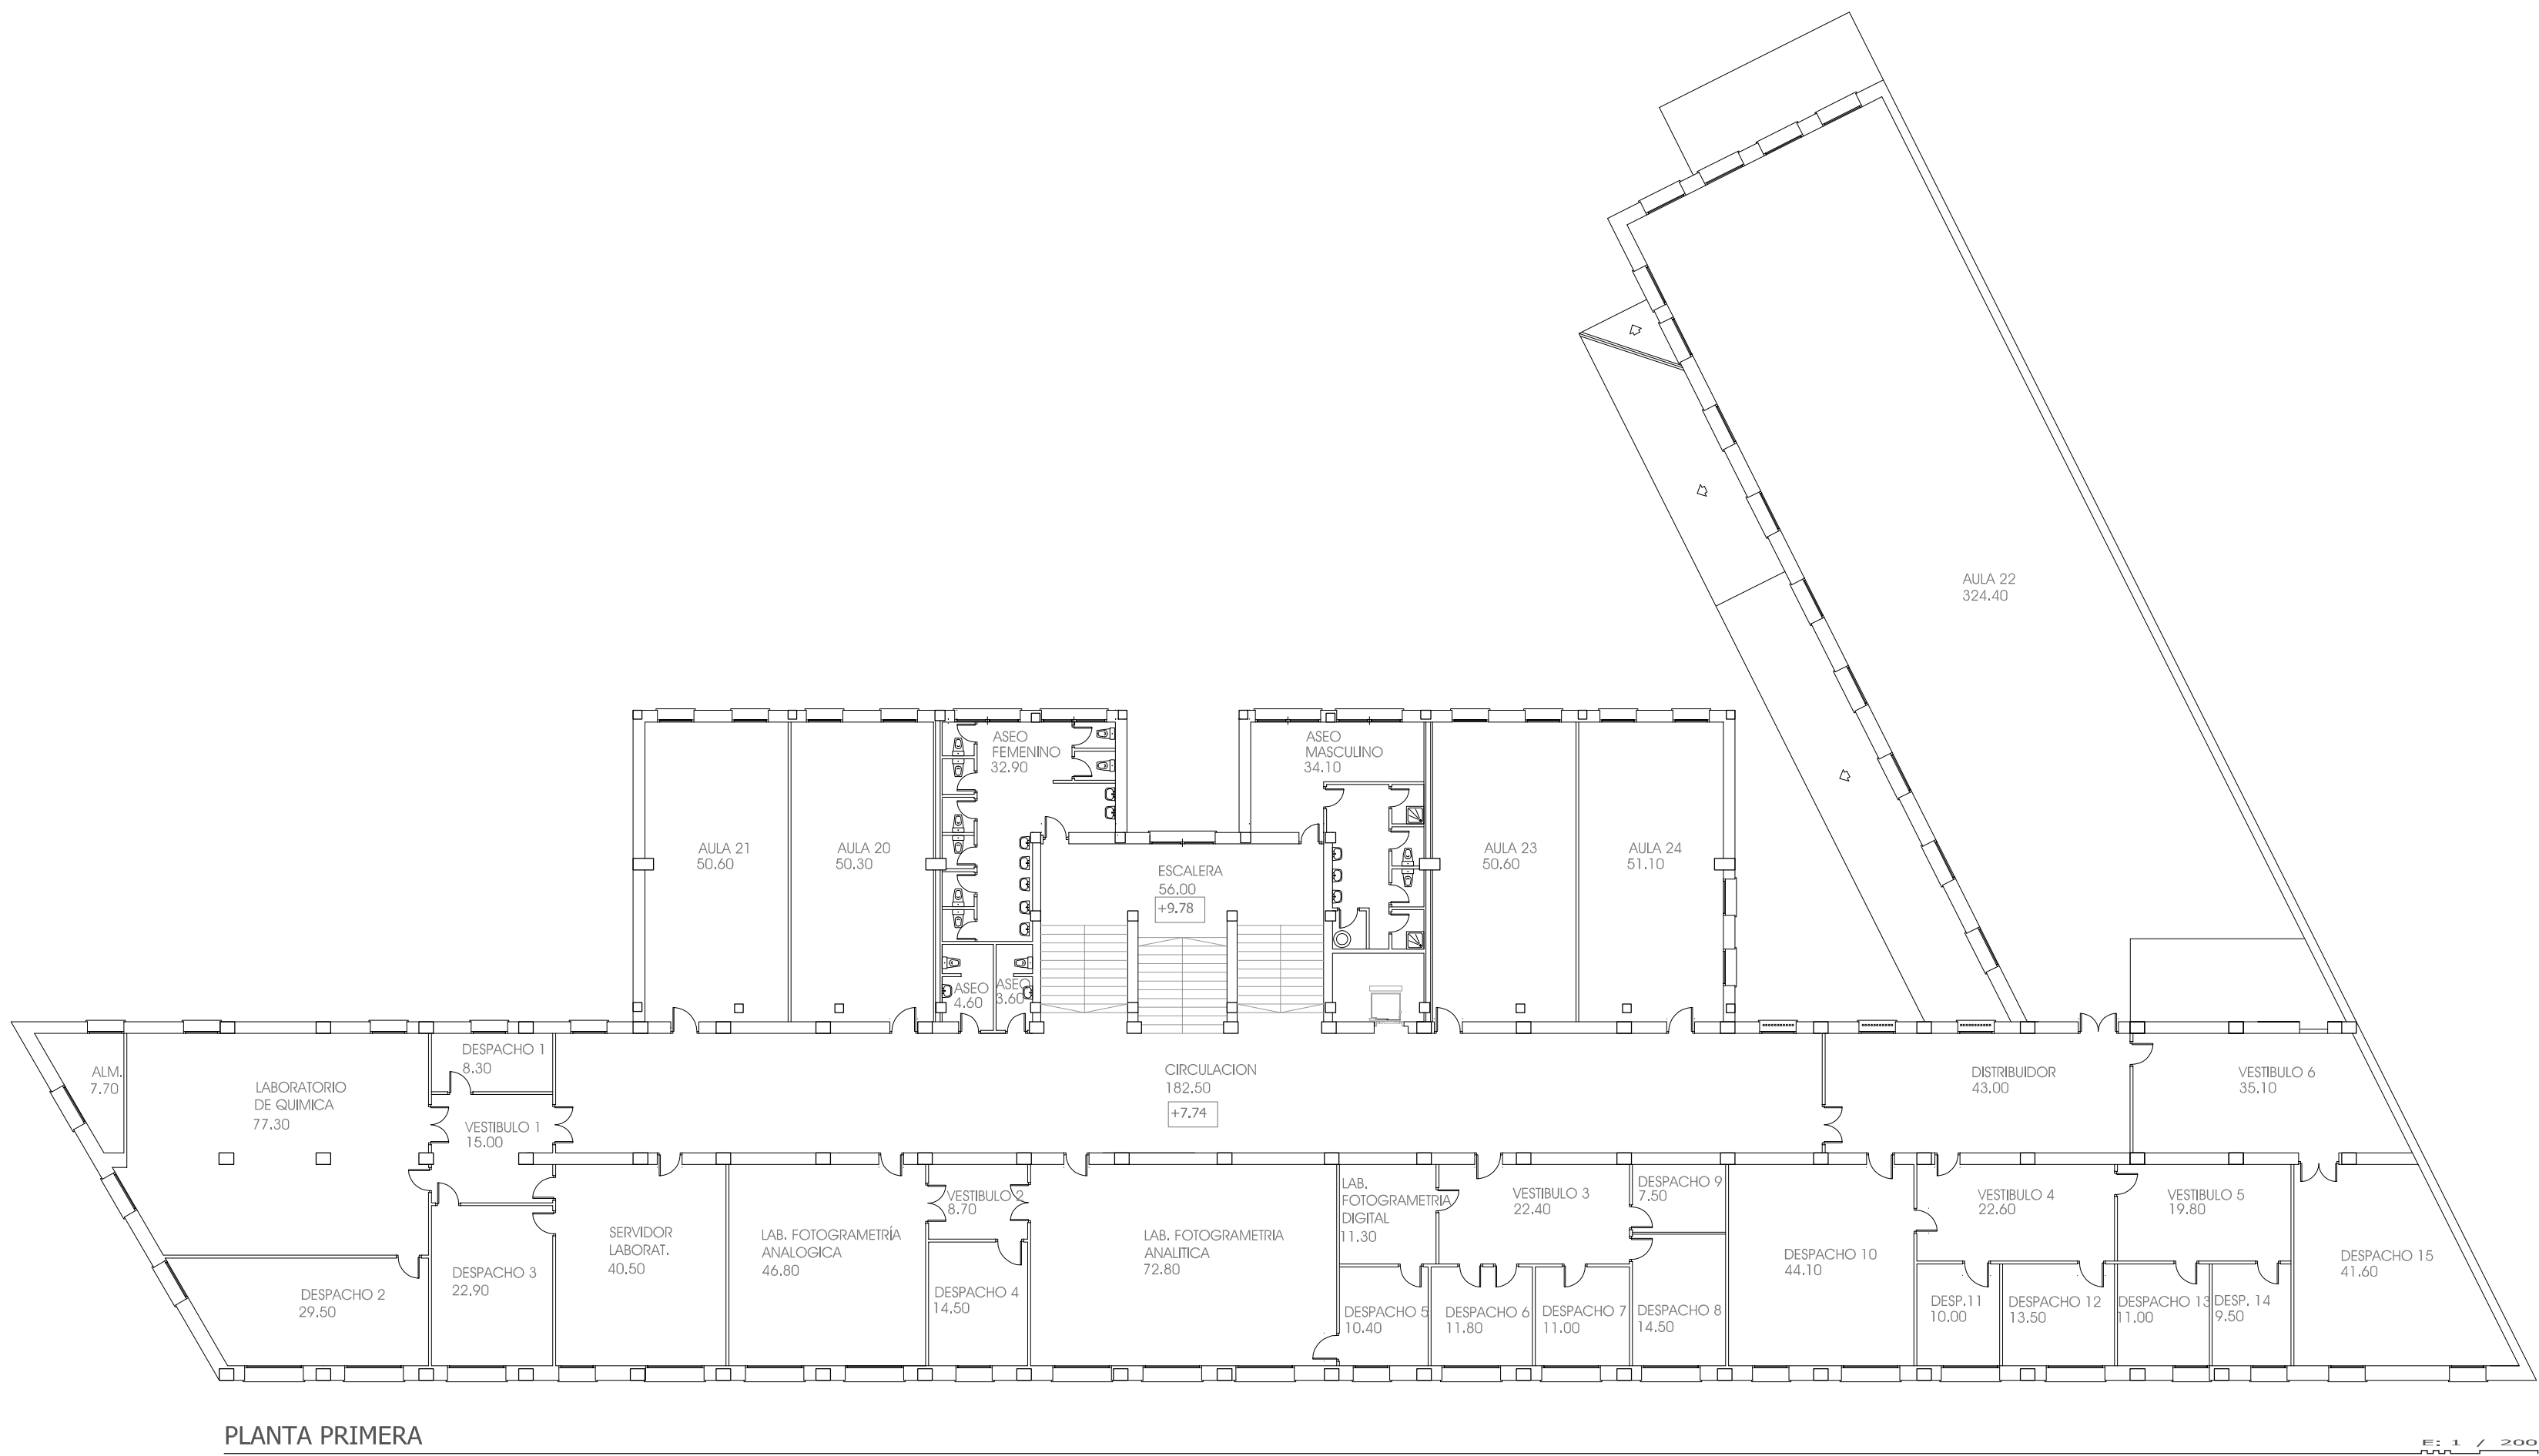 AULA 22
324.40
ASEO
FEMENINO
32.90
ASEO
MASCULINO
34.10
AULA 21
50.60
AULA 20
50.30
AULA 23
50.60
AULA 24
51.10
ESCALERA
56.00
+9.78
ASEO
4.60
ASEO
3.60
ALM.
7.70
LABORATORIO
DE QUIMICA
77.30
DESPACHO 1
8.30
VESTIBULO 1
15.00
CIRCULACION
182.50
+7.74
DISTRIBUIDOR
43.00
VESTIBULO 6
35.10
DESPACHO 2
29.50
DESPACHO 3
22.90
SERVIDOR
LABORAT.
40.50
LAB. FOTOGRAMETRÍA
ANALOGICA
46.80
VESTIBULO 2
8.70
DESPACHO 4
14.50
LAB. FOTOGRAMETRIA
ANALITICA
72.80
LAB.
FOTOGRAMETRIA
DIGITAL
11.30
DESPACHO 5
10.40
VESTIBULO 3
22.40
DESPACHO 6
11.80
DESPACHO 7
11.00
DESPACHO 9
7.50
DESPACHO 8
14.50
DESPACHO 10
44.10
VESTIBULO 4
22.60
DESP.11
10.00
DESPACHO 12
13.50
VESTIBULO 5
19.80
DESPACHO 13
11.00
DESP. 14
9.50
DESPACHO 15
41.60
PLANTA PRIMERA
E: 1 / 200